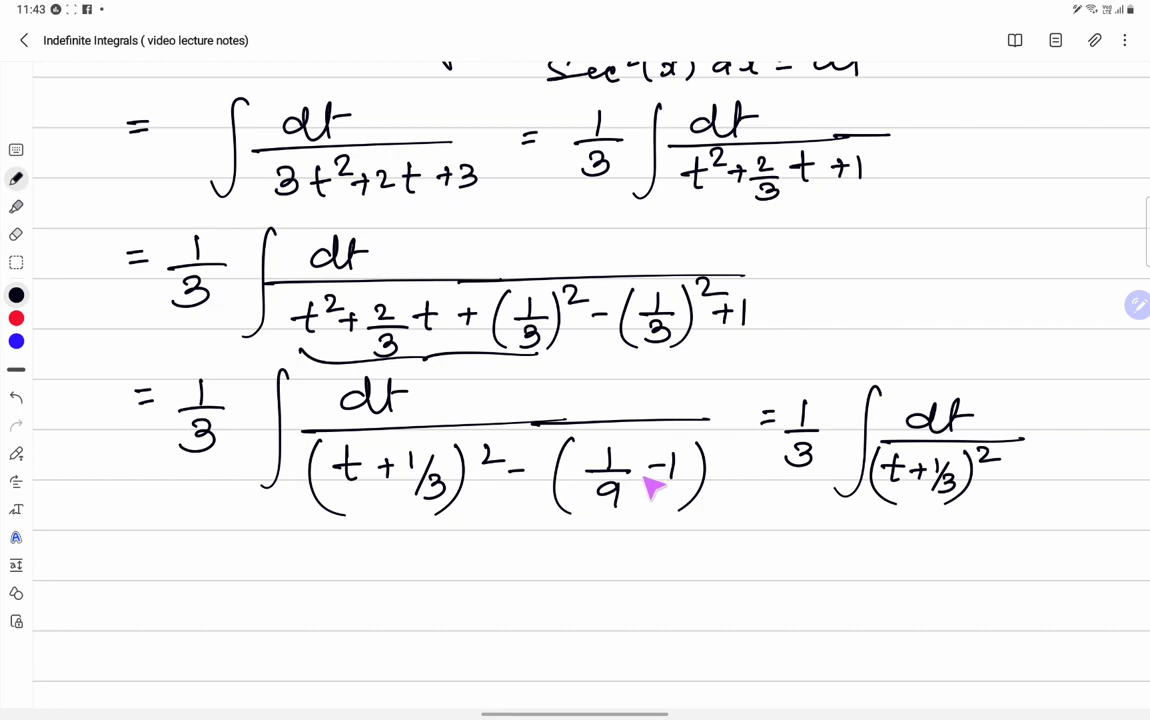 11:43
Indefinite Integrals ( video lecture notes)
sec²(x) dx =
= ∫ dt / (3t²+2t+3) = 1/3 ∫ dt / (t²+2/3 t+1)
= 1/3 ∫ dt / (t²+2/3 t+(1/3)²-(1/3)²+1)
= 1/3 ∫ dt / ((t+1/3)²-(1/9-1)) = 1/3 ∫ dt / (t+1/3)²